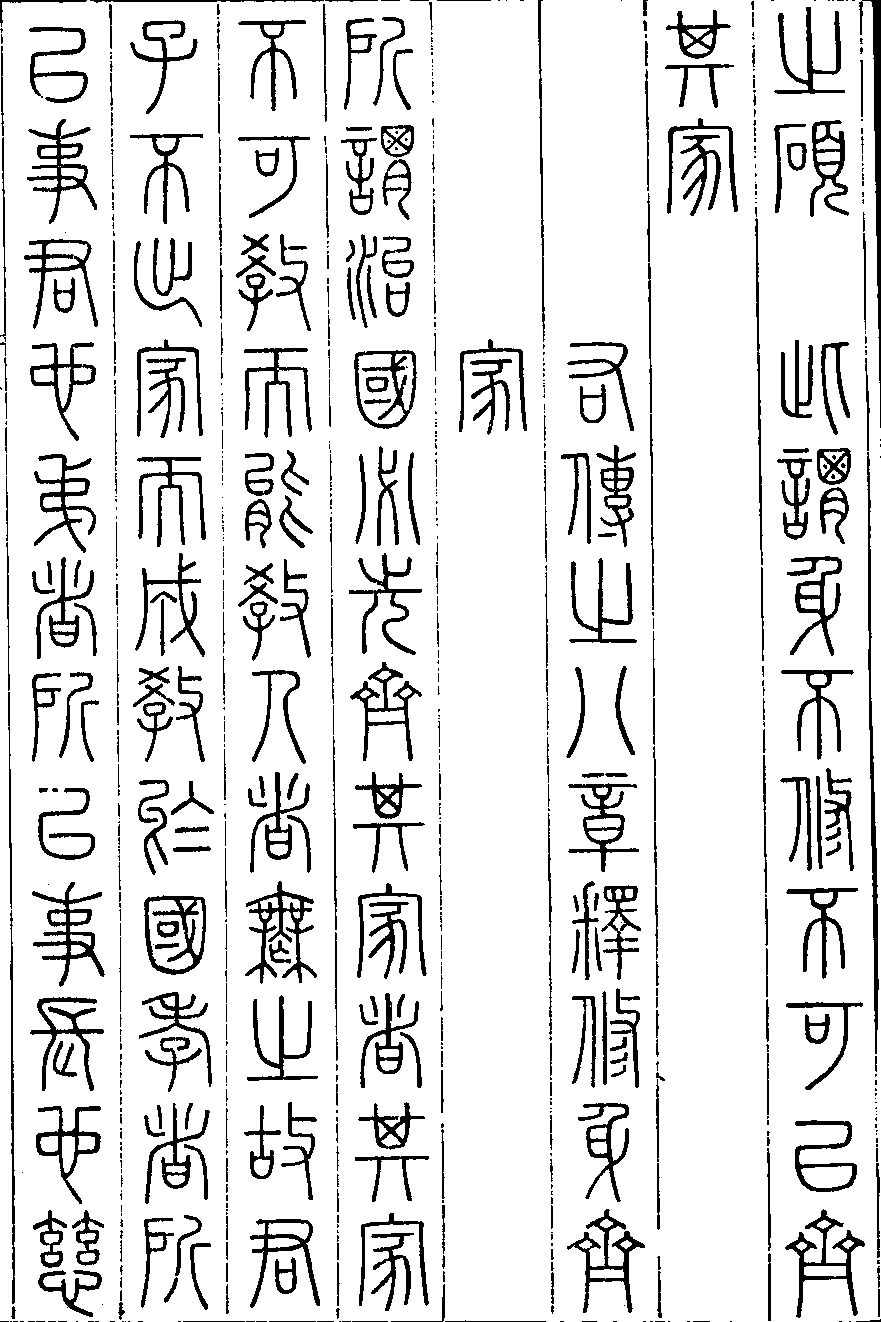 之碩　此謂身不修不可以齊
其家
右傳之八章釋修身齊
家
所謂治國必先齊其家者其家
不可教而能教人者無之故君
子不出家而成教於國孝者所
以事君也弟者所以事長也慈